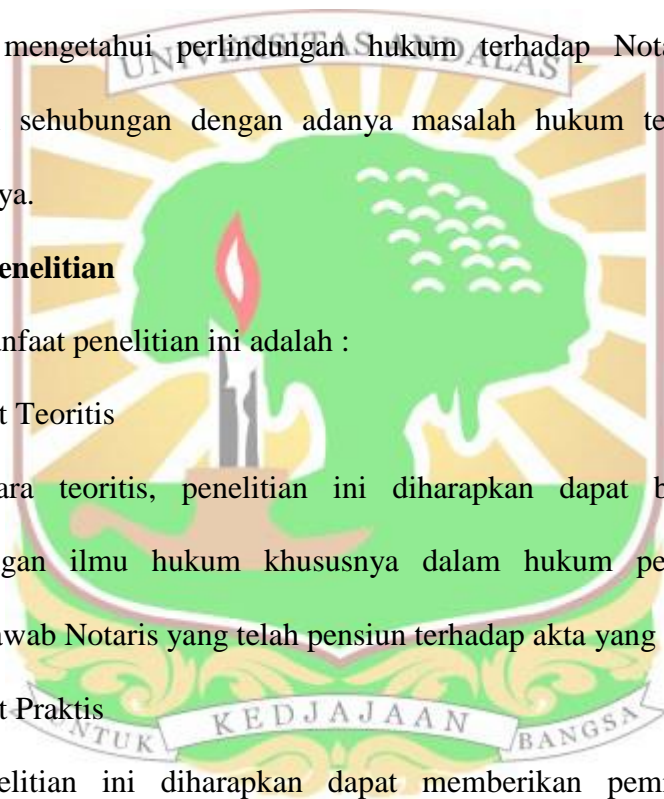 UNIVERSITAS ANDALAS
mengetahui perlindungan hukum terhadap Nota
sehubungan dengan adanya masalah hukum te
ya.
enelitian
nfaat penelitian ini adalah :
t Teoritis
ara teoritis, penelitian ini diharapkan dapat b
gan ilmu hukum khususnya dalam hukum pe
awab Notaris yang telah pensiun terhadap akta yang
t Praktis
UNTUK KEDJAJAAN BANGSA
elitian ini diharapkan dapat memberikan pem